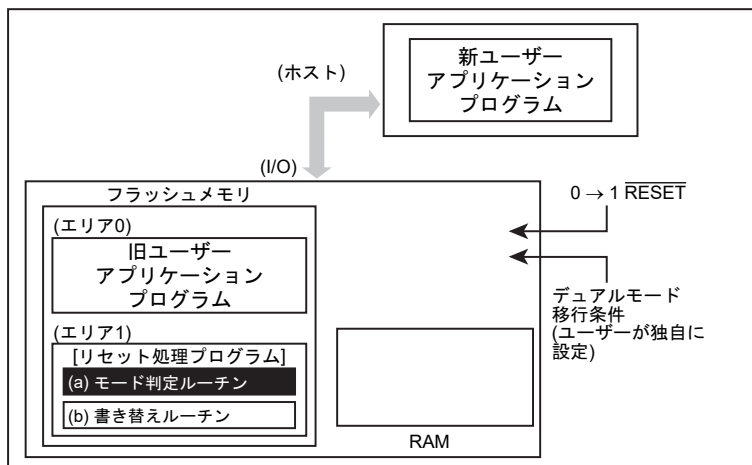 新ユーザー
アプリケーション
プログラム
(ホスト)
(I/O)
フラッシュメモリ
0 → 1 RESET
(エリア0)
旧ユーザー
アプリケーション
プログラム
デュアルモード
移行条件
(ユーザーが独自に
設定)
(エリア1)
[リセット処理プログラム]
(a) モード判定ルーチン
(b) 書き替えルーチン
RAM